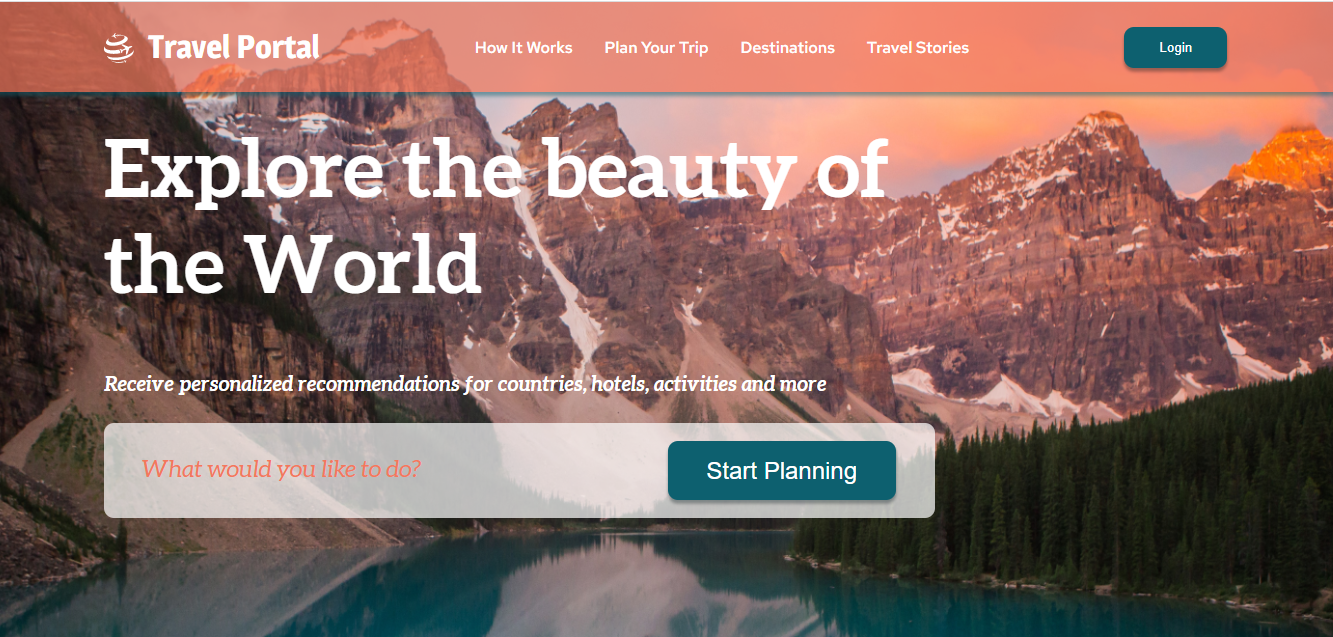 Travel Portal
How It Works
Plan Your Trip
Destinations
Travel Stories
Login
Explore the beauty of
the World
Receive personalized recommendations for countries, hotels, activities and more
What would you like to do?
Start Planning